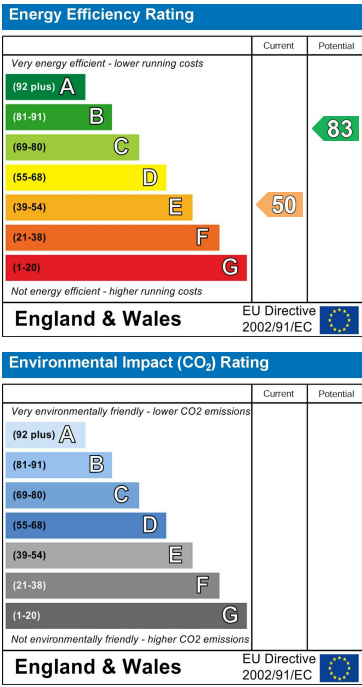 Energy Efficiency Rating
Current Potential
Very energy efficient - lower running costs
(92 plus) A
(81-91) B
83
(69-80) C
(55-68) D
(39-54) E
50
(21-38) F
(1-20) G
Not energy efficient - higher running costs
England & Wales
EU Directive
2002/91/EC
Environmental Impact (CO₂) Rating
Current Potential
Very environmentally friendly - lower CO2 emissions
(92 plus) A
(81-91) B
(69-80) C
(55-68) D
(39-54) E
(21-38) F
(1-20) G
Not environmentally friendly - higher CO2 emissions
England & Wales
EU Directive
2002/91/EC